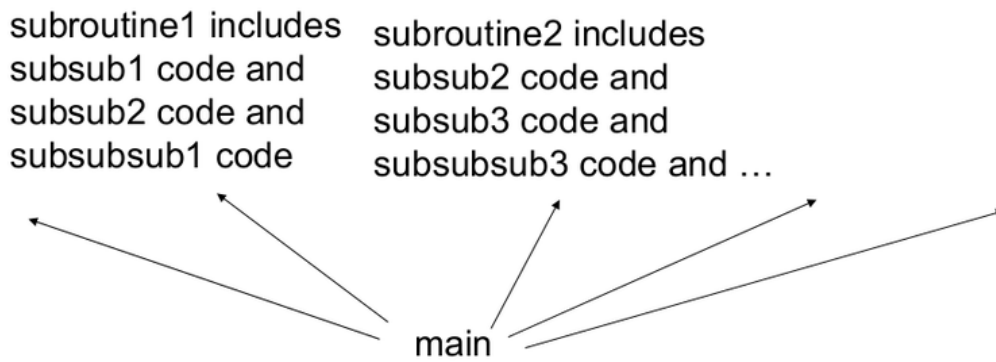 subroutine1 includes
subsub1 code and
subsub2 code and
subsubsub1 code
subroutine2 includes
subsub2 code and
subsub3 code and
subsubsub3 code and …
main